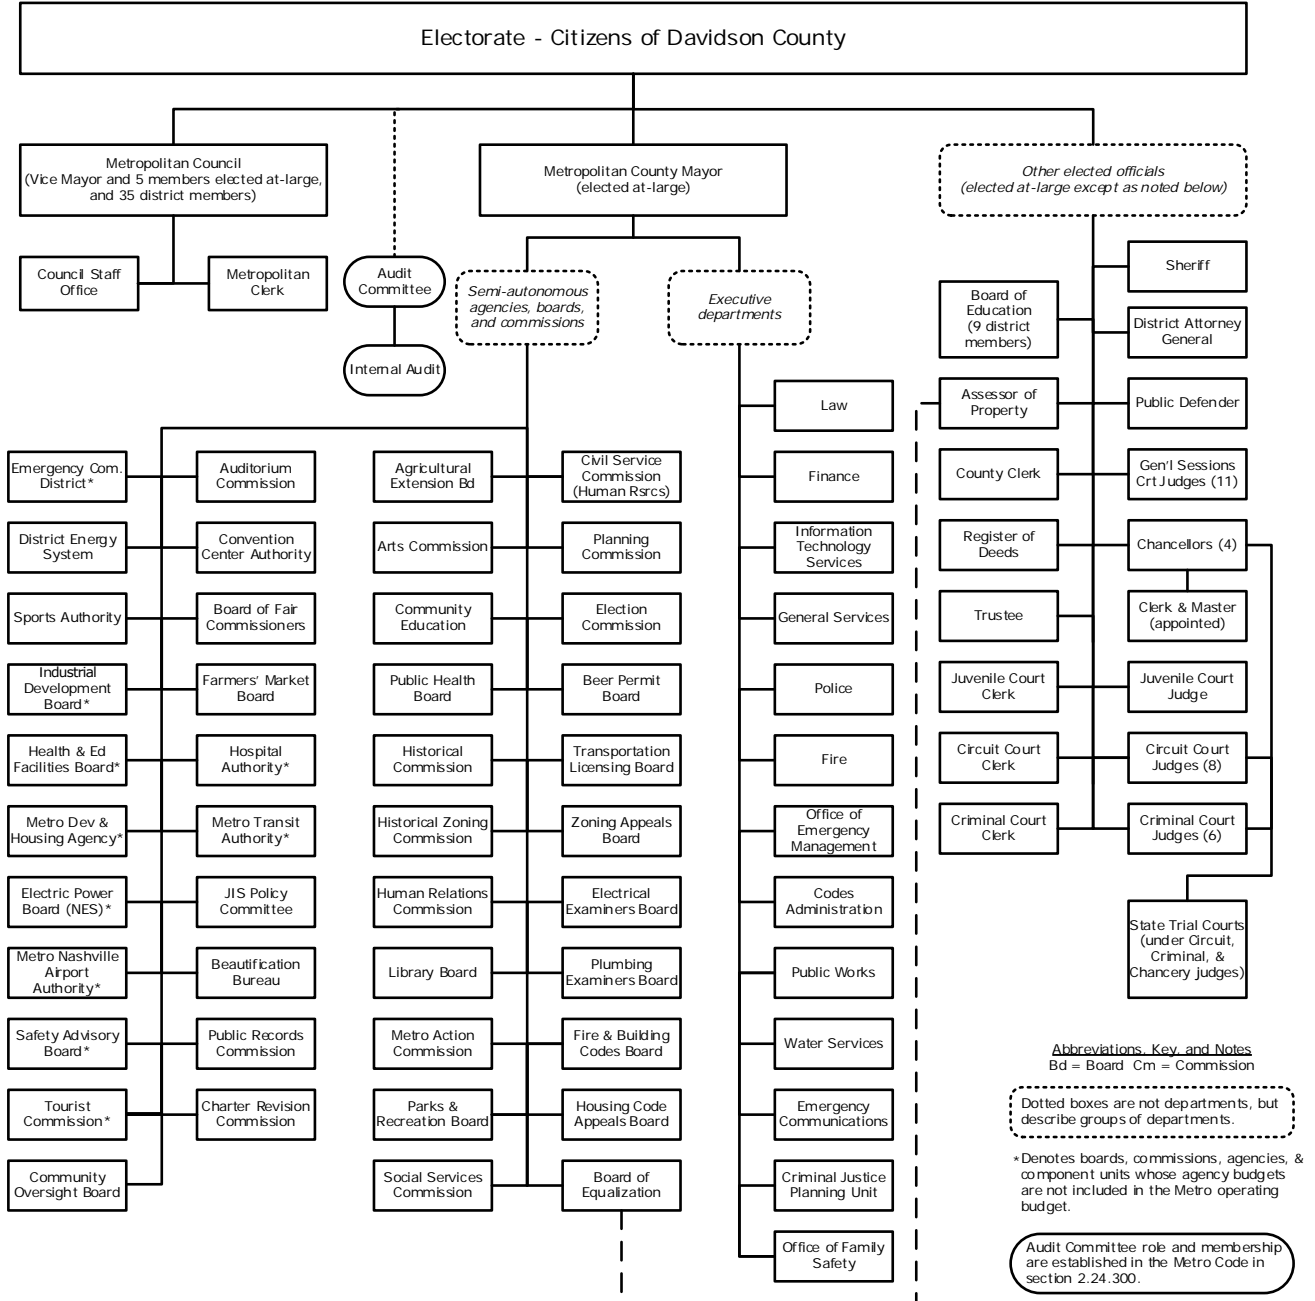 Electorate - Citizens of Davidson County
Metropolitan Council
(Vice Mayor and 5 members elected at-large,
and 35 district members)
Metropolitan County Mayor
(elected at-large)
Other elected officials
(elected at-large except as noted below)
Council Staff
Office
Metropolitan
Clerk
Audit
Committee
Internal Audit
Semi-autonomous
agencies, boards,
and commissions
Executive
departments
Emergency Com.
District*
Auditorium
Commission
District Energy
System
Convention
Center Authority
Sports Authority
Board of Fair
Commissioners
Industrial
Development
Board*
Farmers' Market
Board
Health & Ed
Facilities Board*
Hospital
Authority*
Metro Dev &
Housing Agency*
Metro Transit
Authority*
Electric Power
Board (NES)*
JIS Policy
Committee
Metro Nashville
Airport
Authority*
Beautification
Bureau
Safety Advisory
Board*
Public Records
Commission
Tourist
Commission*
Charter Revision
Commission
Community
Oversight Board
Agricultural
Extension Bd
Civil Service
Commission
(Human Rsrcs)
Arts Commission
Planning
Commission
Community
Education
Election
Commission
Public Health
Board
Beer Permit
Board
Historical
Commission
Transportation
Licensing Board
Historical Zoning
Commission
Zoning Appeals
Board
Human Relations
Commission
Electrical
Examiners Board
Library Board
Plumbing
Examiners Board
Metro Action
Commission
Fire & Building
Codes Board
Parks &
Recreation Board
Housing Code
Appeals Board
Social Services
Commission
Board of
Equalization
Law
Finance
Information
Technology
Services
General Services
Police
Fire
Office of
Emergency
Management
Codes
Administration
Public Works
Water Services
Emergency
Communications
Criminal Justice
Planning Unit
Office of Family
Safety
Sheriff
Board of
Education
(9 district
members)
District Attorney
General
Assessor of
Property
Public Defender
County Clerk
Gen'l Sessions
Crt Judges (11)
Register of
Deeds
Chancellors (4)
Trustee
Clerk & Master
(appointed)
Juvenile Court
Clerk
Juvenile Court
Judge
Circuit Court
Clerk
Circuit Court
Judges (8)
Criminal Court
Clerk
Criminal Court
Judges (6)
State Trial Courts
(under Circuit,
Criminal, &
Chancery judges)
Abbreviations, Key, and Notes
Bd = Board Cm = Commission
Dotted boxes are not departments, but
describe groups of departments.
*Denotes boards, commissions, agencies, &
component units whose agency budgets
are not included in the Metro operating
budget.
Audit Committee role and membership
are established in the Metro Code in
section 2.24.300.